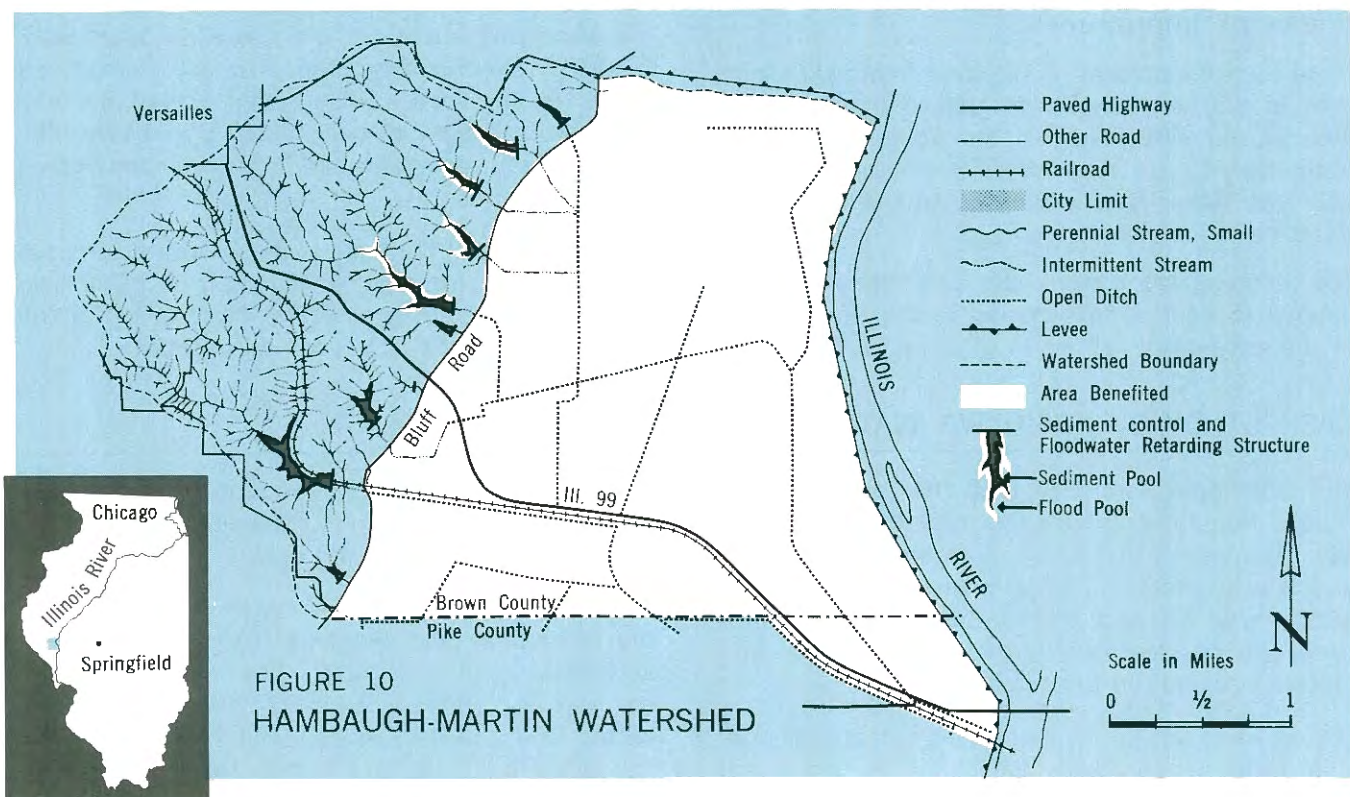 Versailles
Paved Highway
Other Road
Railroad
City Limit
Perennial Stream, Small
Intermittent Stream
Open Ditch
Levee
Watershed Boundary
Area Benefited
Sediment control and
Floodwater Retarding Structure
Sediment Pool
Flood Pool
ILLINOIS
RIVER
Bluff Road
Ill. 99
Brown County
Pike County
Chicago
Illinois River
Springfield
FIGURE 10
HAMBAUGH-MARTIN WATERSHED
N
Scale in Miles
0 ½ 1